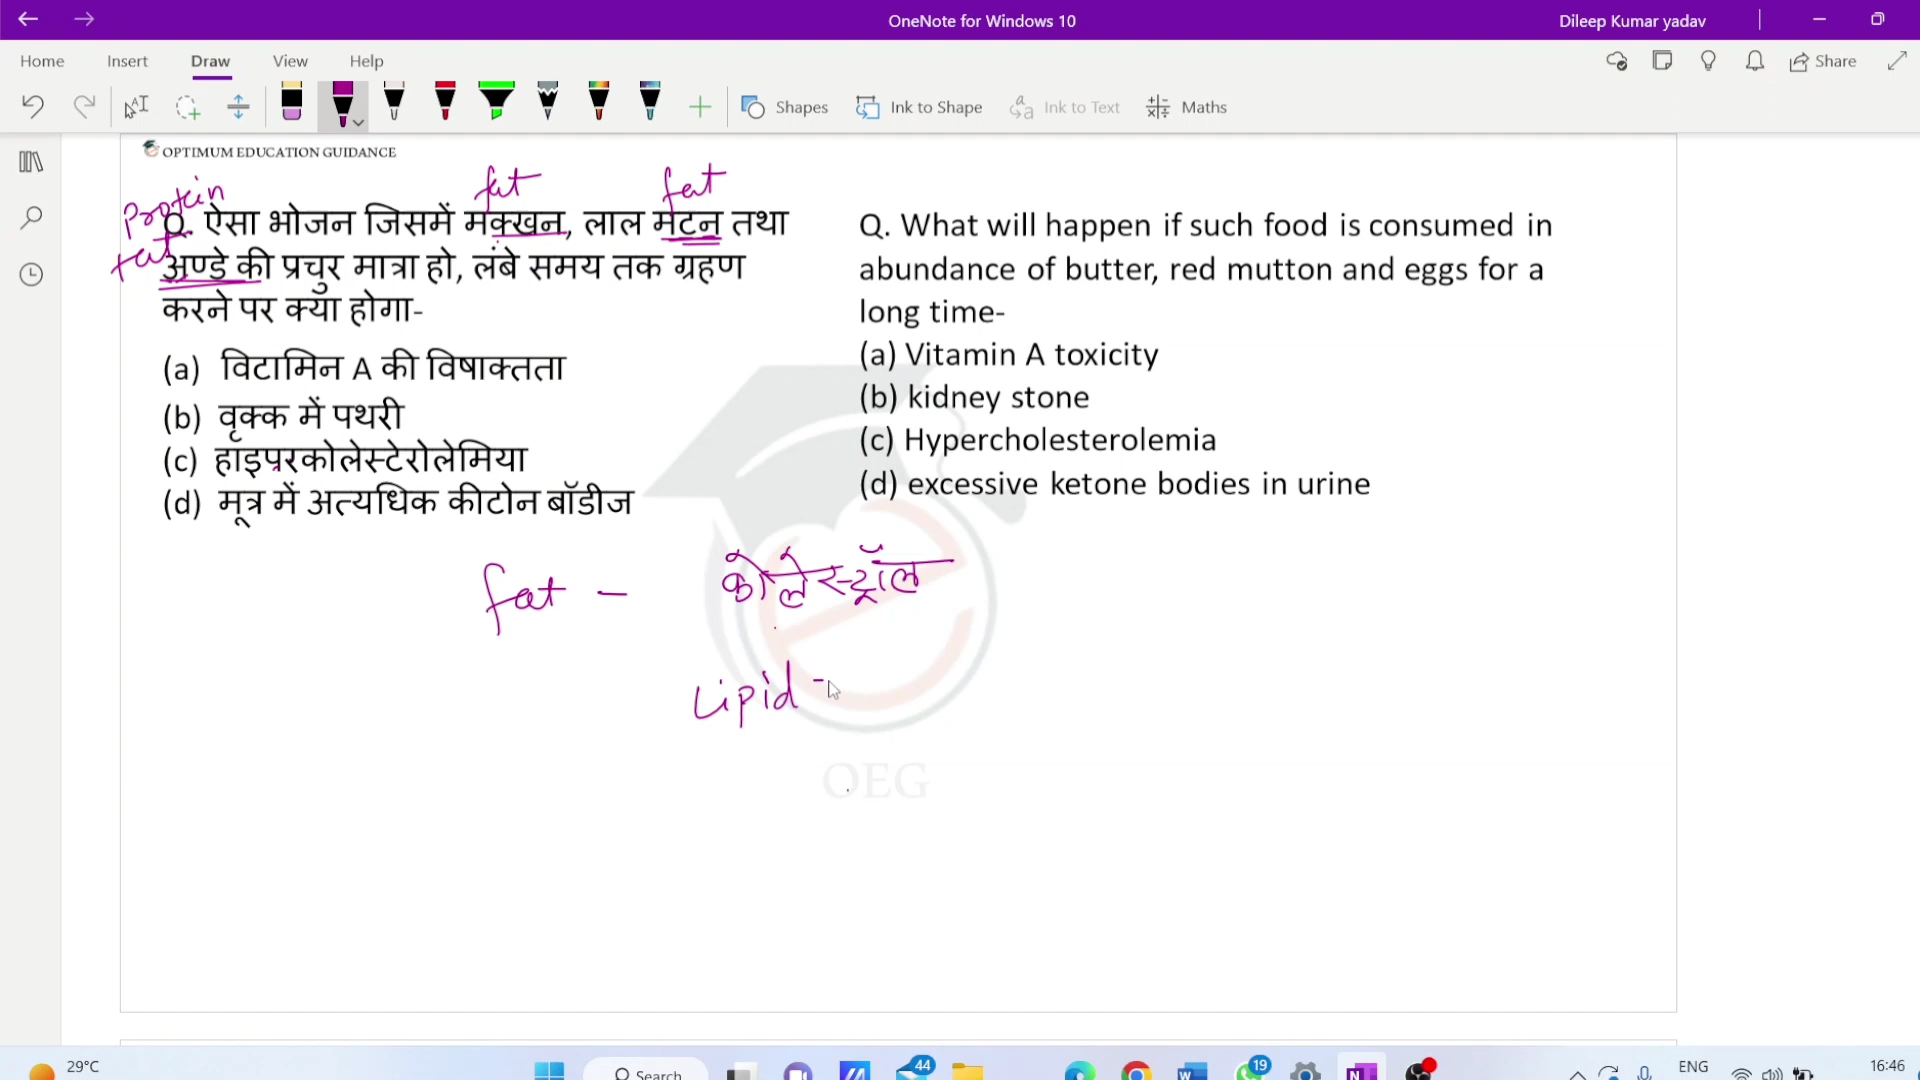 OneNote for Windows 10
Dileep Kumar yadav
Home Insert Draw View Help
Share
Shapes Ink to Shape Ink to Text Maths
OPTIMUM EDUCATION GUIDANCE
Protein fat fat
fat
Q. ऐसा भोजन जिसमें मक्खन, लाल मटन तथा
अण्डे की प्रचुर मात्रा हो, लंबे समय तक ग्रहण
करने पर क्या होगा-
(a) विटामिन A की विषाक्तता
(b) वृक्क में पथरी
(c) हाइपरकोलेस्टेरोलेमिया
(d) मूत्र में अत्यधिक कीटोन बॉडीज
Q. What will happen if such food is consumed in
abundance of butter, red mutton and eggs for a
long time-
(a) Vitamin A toxicity
(b) kidney stone
(c) Hypercholesterolemia
(d) excessive ketone bodies in urine
fat – कोलेस्ट्रॉल
Lipid -
OEG
29°C
Search
44
19
ENG
16:46